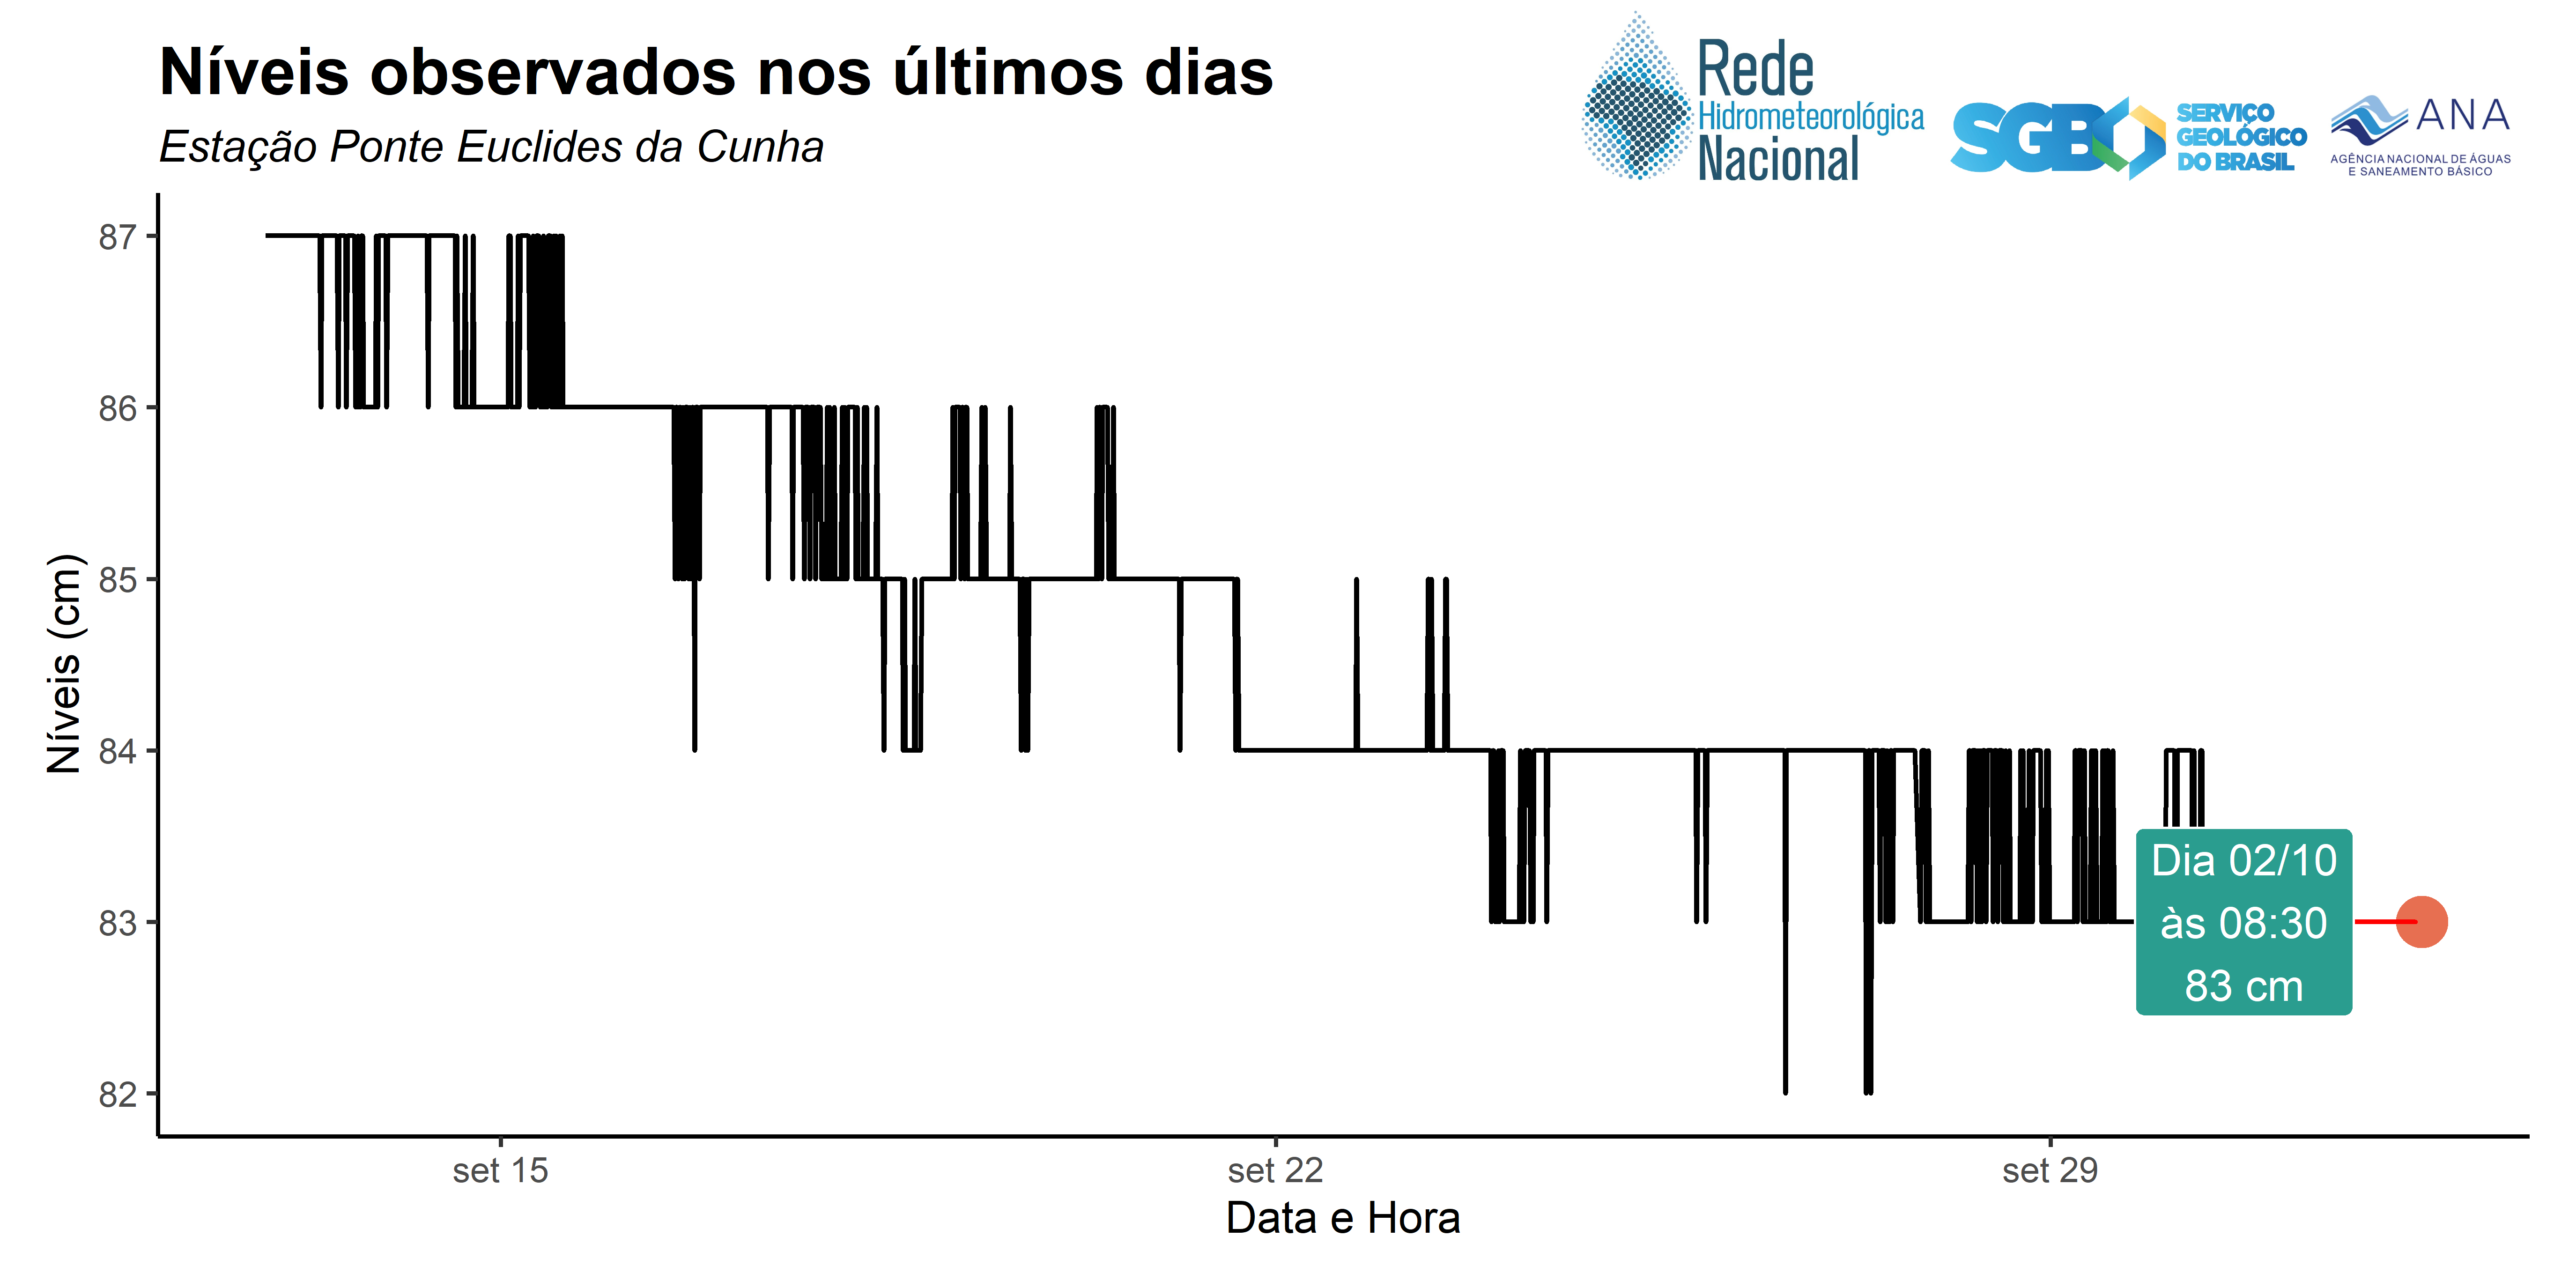 Níveis observados nos últimos dias
Estação Ponte Euclides da Cunha
Rede
Hidrometeorológica
Nacional
SGB
SERVIÇO
GEOLÓGICO
DO BRASIL
ANA
AGÊNCIA NACIONAL DE ÁGUAS
E SANEAMENTO BÁSICO
Níveis (cm)
87
86
85
84
83
82
Dia 02/10
às 08:30
83 cm
set 15
set 22
set 29
Data e Hora